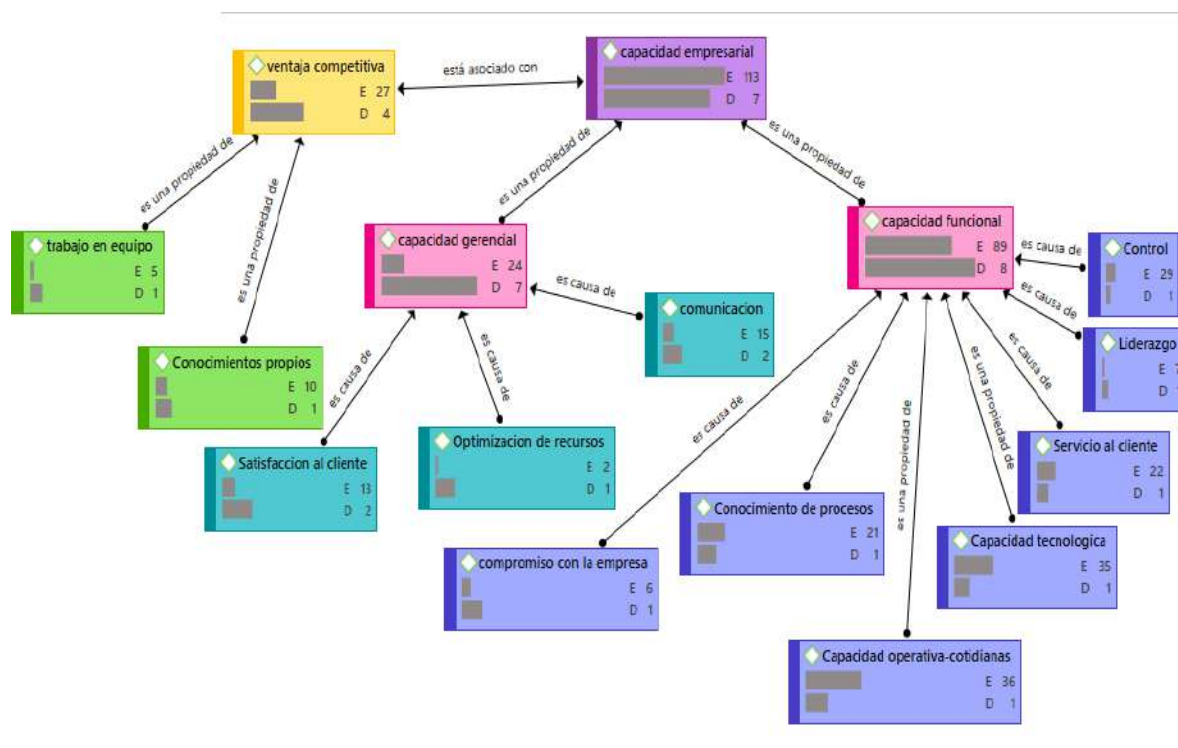 ventaja competitiva
E 27
D 4
está asociado con
capacidad empresarial
E 113
D 7
es una propiedad de
es una propiedad de
es una propiedad de
es una propiedad de
trabajo en equipo
E 5
D 1
capacidad gerencial
E 24
D 7
capacidad funcional
E 89
D 8
es causa de
Control
E 29
D 1
es causa de
comunicacion
E 15
D 2
es causa de
Liderazgo
E 7
D
Conocimientos propios
E 10
D 1
es causa de
es causa de
es causa de
es causa de
es una propiedad de
es una propiedad de
es causa de
Satisfaccion al cliente
E 13
D 2
Optimizacion de recursos
E 2
D 1
Servicio al cliente
E 22
D 1
Conocimiento de procesos
E 21
D 1
Capacidad tecnologica
E 35
D 1
compromiso con la empresa
E 6
D 1
Capacidad operativa-cotidianas
E 36
D 1